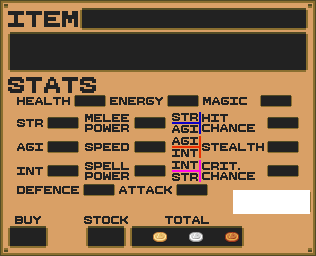 ITEM
STATS
HEALTH ENERGY MAGIC
STR MELEE POWER STR AGI HIT CHANCE
AGI SPEED AGI INT STEALTH
INT SPELL POWER INT STR CRIT. CHANCE
DEFENCE ATTACK
BUY STOCK TOTAL